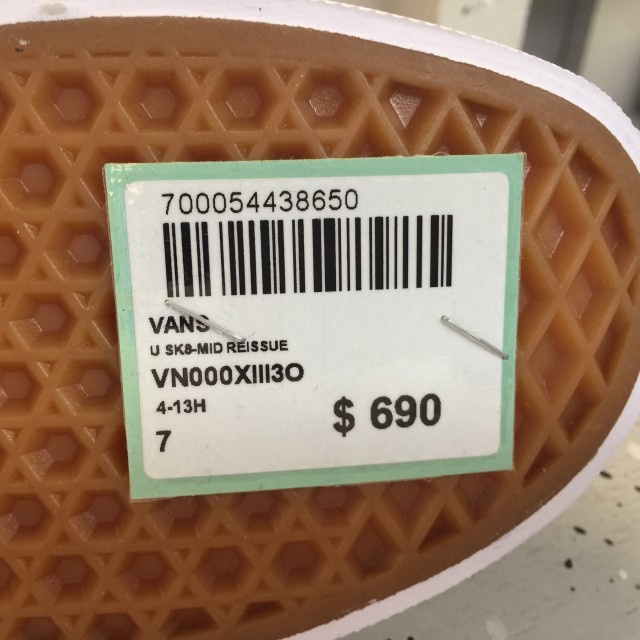 700054438650
VANS
U SK8-MID REISSUE
VN000XIII3O
4-13H
$ 690
7